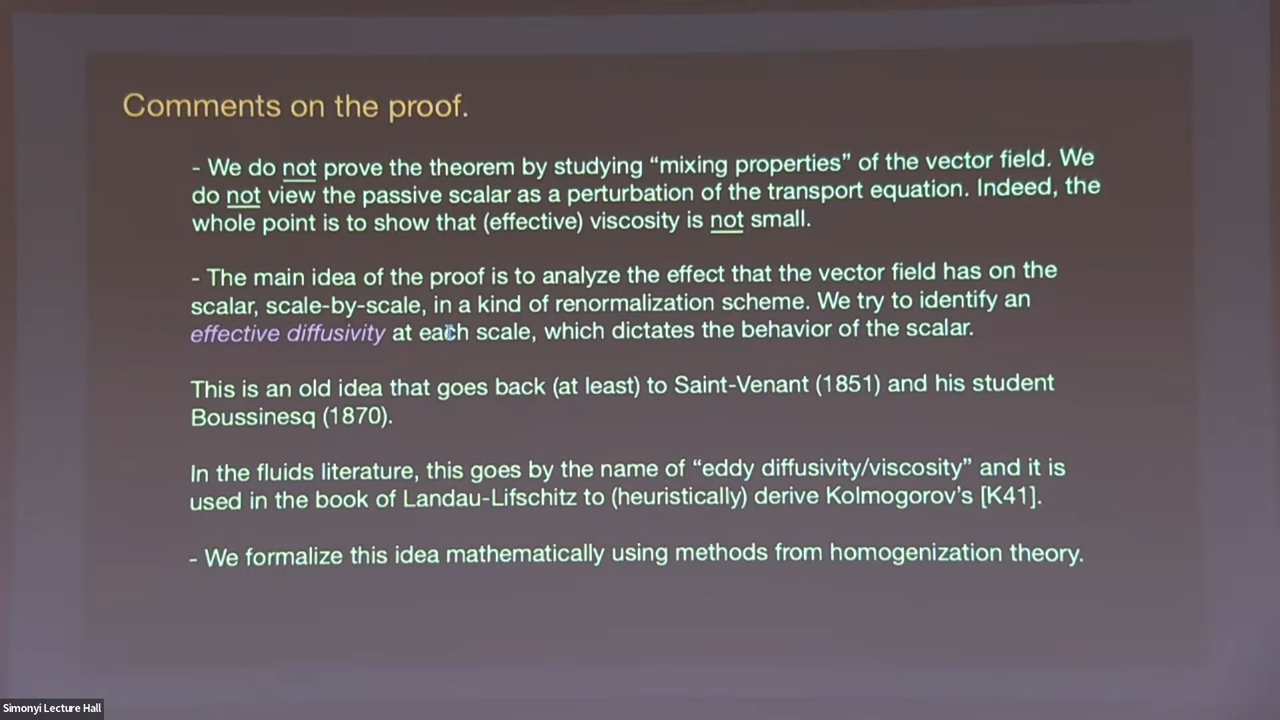 Comments on the proof.
- We do not prove the theorem by studying “mixing properties” of the vector field. We
do not view the passive scalar as a perturbation of the transport equation. Indeed, the
whole point is to show that (effective) viscosity is not small.
- The main idea of the proof is to analyze the effect that the vector field has on the
scalar, scale-by-scale, in a kind of renormalization scheme. We try to identify an
effective diffusivity at each scale, which dictates the behavior of the scalar.
This is an old idea that goes back (at least) to Saint-Venant (1851) and his student
Boussinesq (1870).
In the fluids literature, this goes by the name of “eddy diffusivity/viscosity” and it is
used in the book of Landau-Lifschitz to (heuristically) derive Kolmogorov’s [K41].
- We formalize this idea mathematically using methods from homogenization theory.
Simonyi Lecture Hall